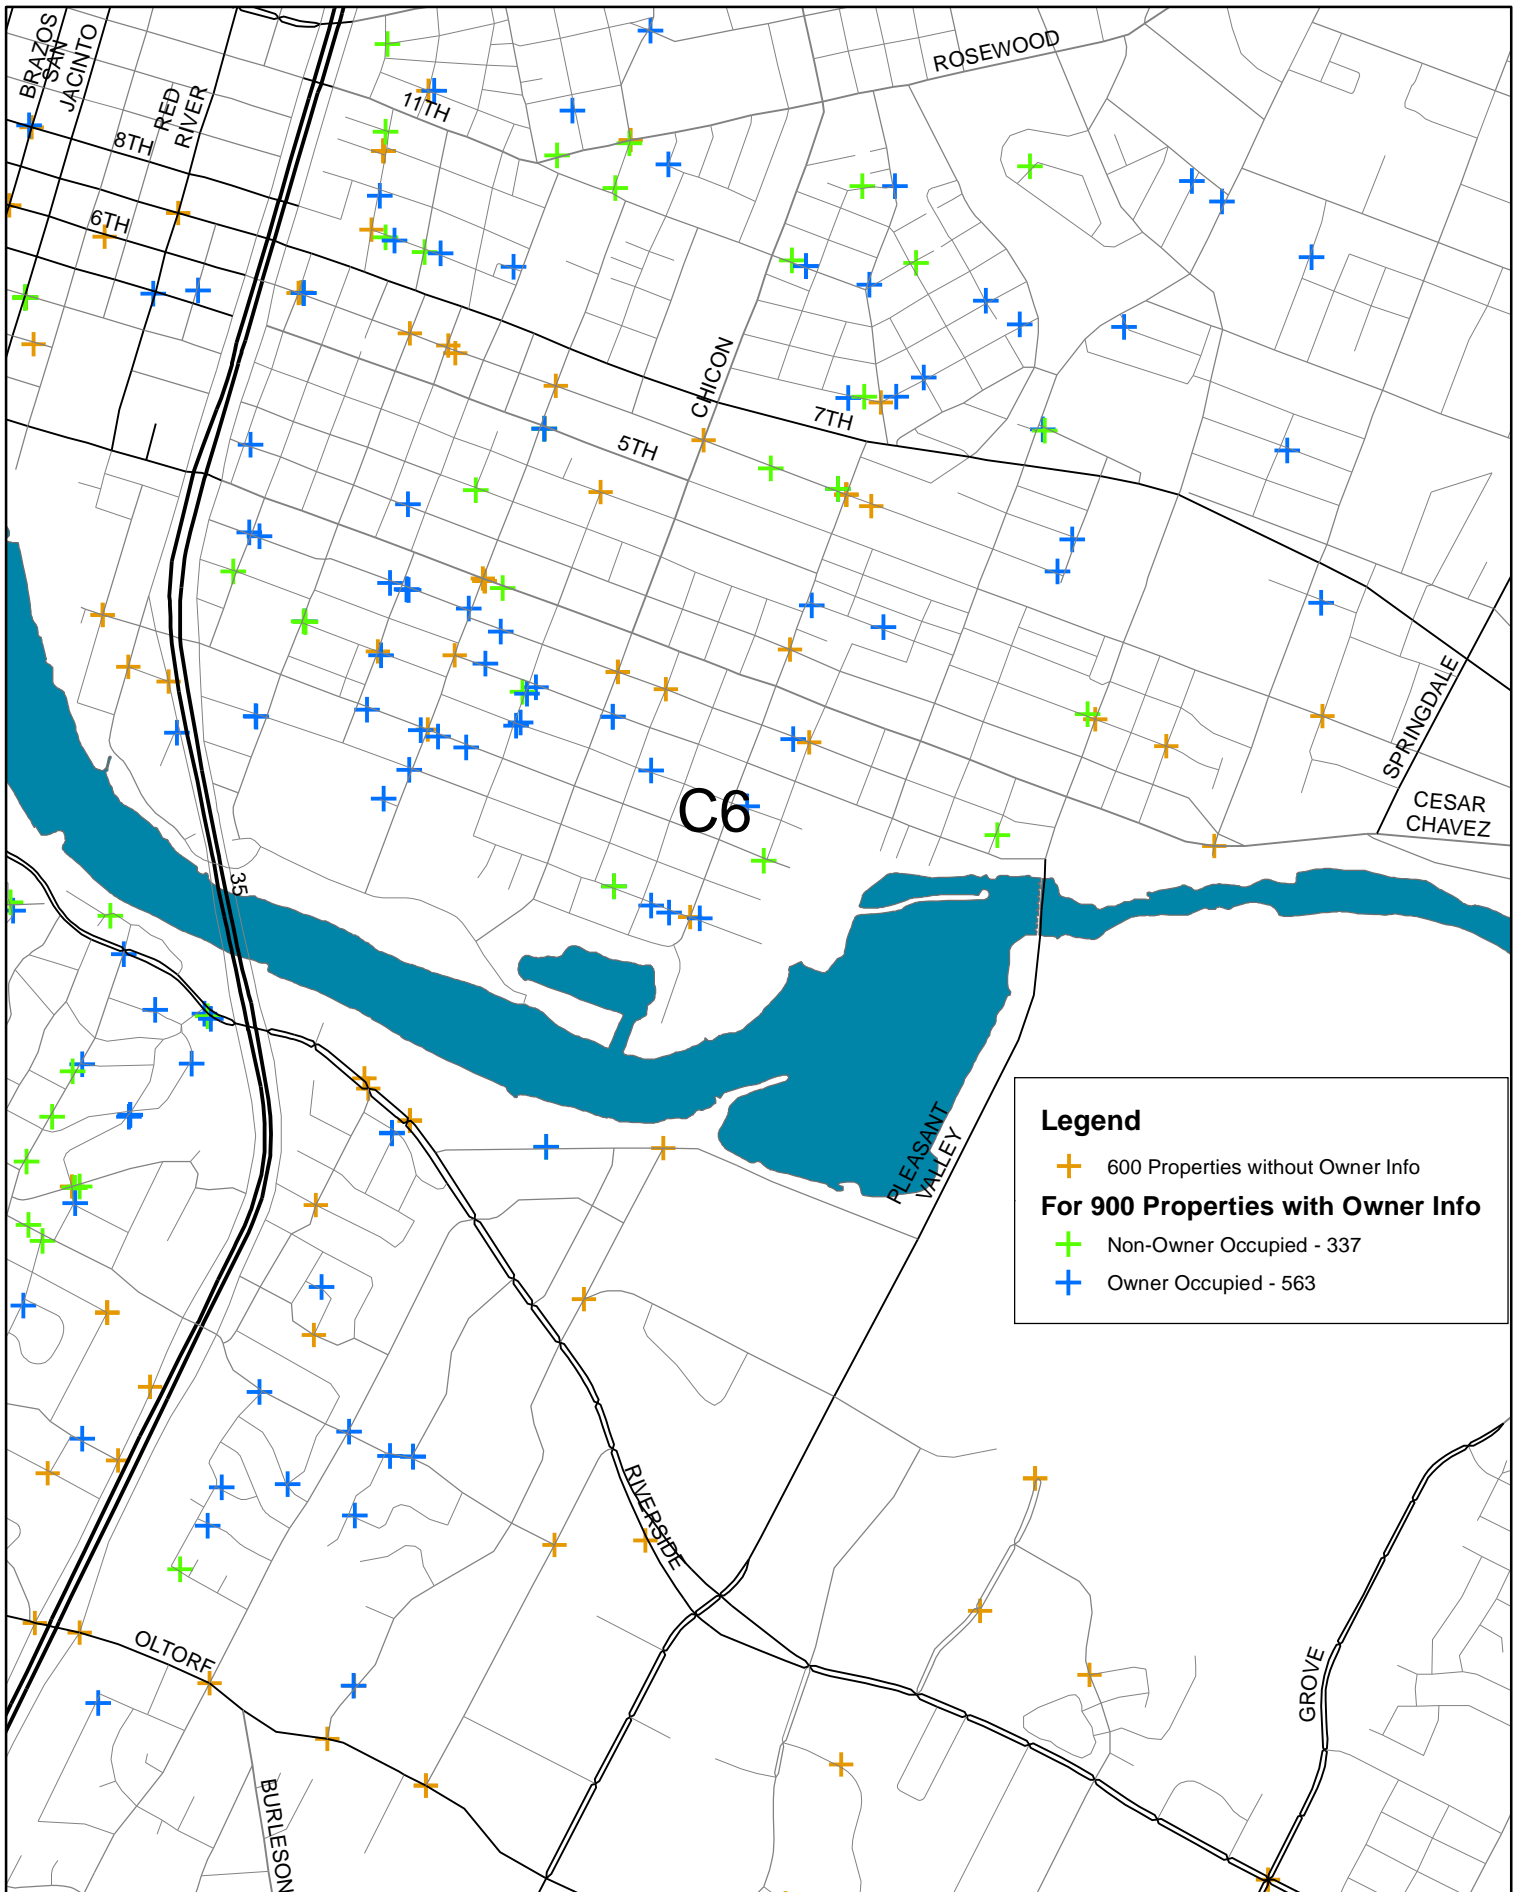 BRAZOS
SAN
JACINTO
RED
RIVER
11TH
ROSEWOOD
8TH
6TH
CHICON
7TH
5TH
SPRINGDALE
CESAR
CHAVEZ
C6
35
PLEASANT
VALLEY
Legend
600 Properties without Owner Info
For 900 Properties with Owner Info
Non-Owner Occupied - 337
Owner Occupied - 563
RIVERSIDE
OLTORF
GROVE
BURLESON